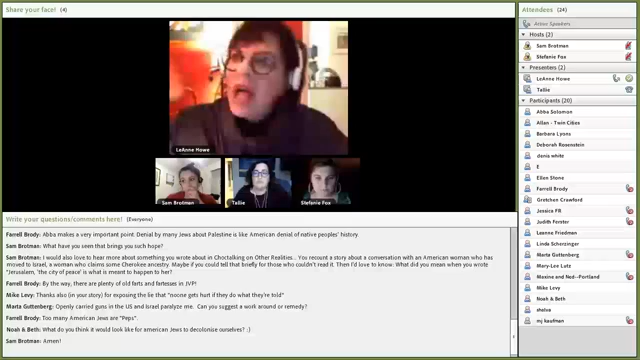 Share your face! (4)
LeAnne Howe
Sam Brotman
Tallie
Stefanie Fox
Write your questions/comments here! (Everyone)
Farrell Brody: Abba makes a very important point. Denial by many Jews about Palestine is like American denial of native peoples' history.
Sam Brotman: What have you seen that brings you such hope?
Sam Brotman: I would also love to hear more about something you wrote about in Choctalking on Other Realities. . You recount a story about a conversation with an American woman who has
moved to Israel, a woman who claims some Cherokee ancestry. Maybe if you could tell that briefly for those who couldn't read it. Then I'd love to know: What did you mean when you wrote
"Jerusalem, 'the city of peace' is what is meant to happen to her?
Farrell Brody: By the way, there are plenty of old farts and fartesses in JVP!
Mike Levy: Thanks also (in your story) for exposing the lie that "noone gets hurt if they do what they're told"
Marta Guttenberg: Openly carried guns in the US and Israel paralyze me. Can you suggest a work around or remedy?
Farrell Brody: Too many American Jews are "Peps".
Noah & Beth: What do you think it would look like for american Jews to decolonize ourselves? :)
Sam Brotman: Amen!
Attendees (24)
Active Speakers
Hosts (2)
Sam Brotman
Stefanie Fox
Presenters (2)
LeAnne Howe
Tallie
Participants (20)
Abba Solomon
Allan - Twin Cities
Barbara Lyons
Deborah Rosenstein
denis white
E
Ellen Stone
Farrell Brody
Gretchen Crawford
Jessica FR
Judith Forster
Leanne Friedman
Linda Scherzinger
Marta Guttenberg
Mary-Lee Lutz
Maxine and Ned--Portland
Mike Levy
Noah & Beth
shelva
mj kaufman